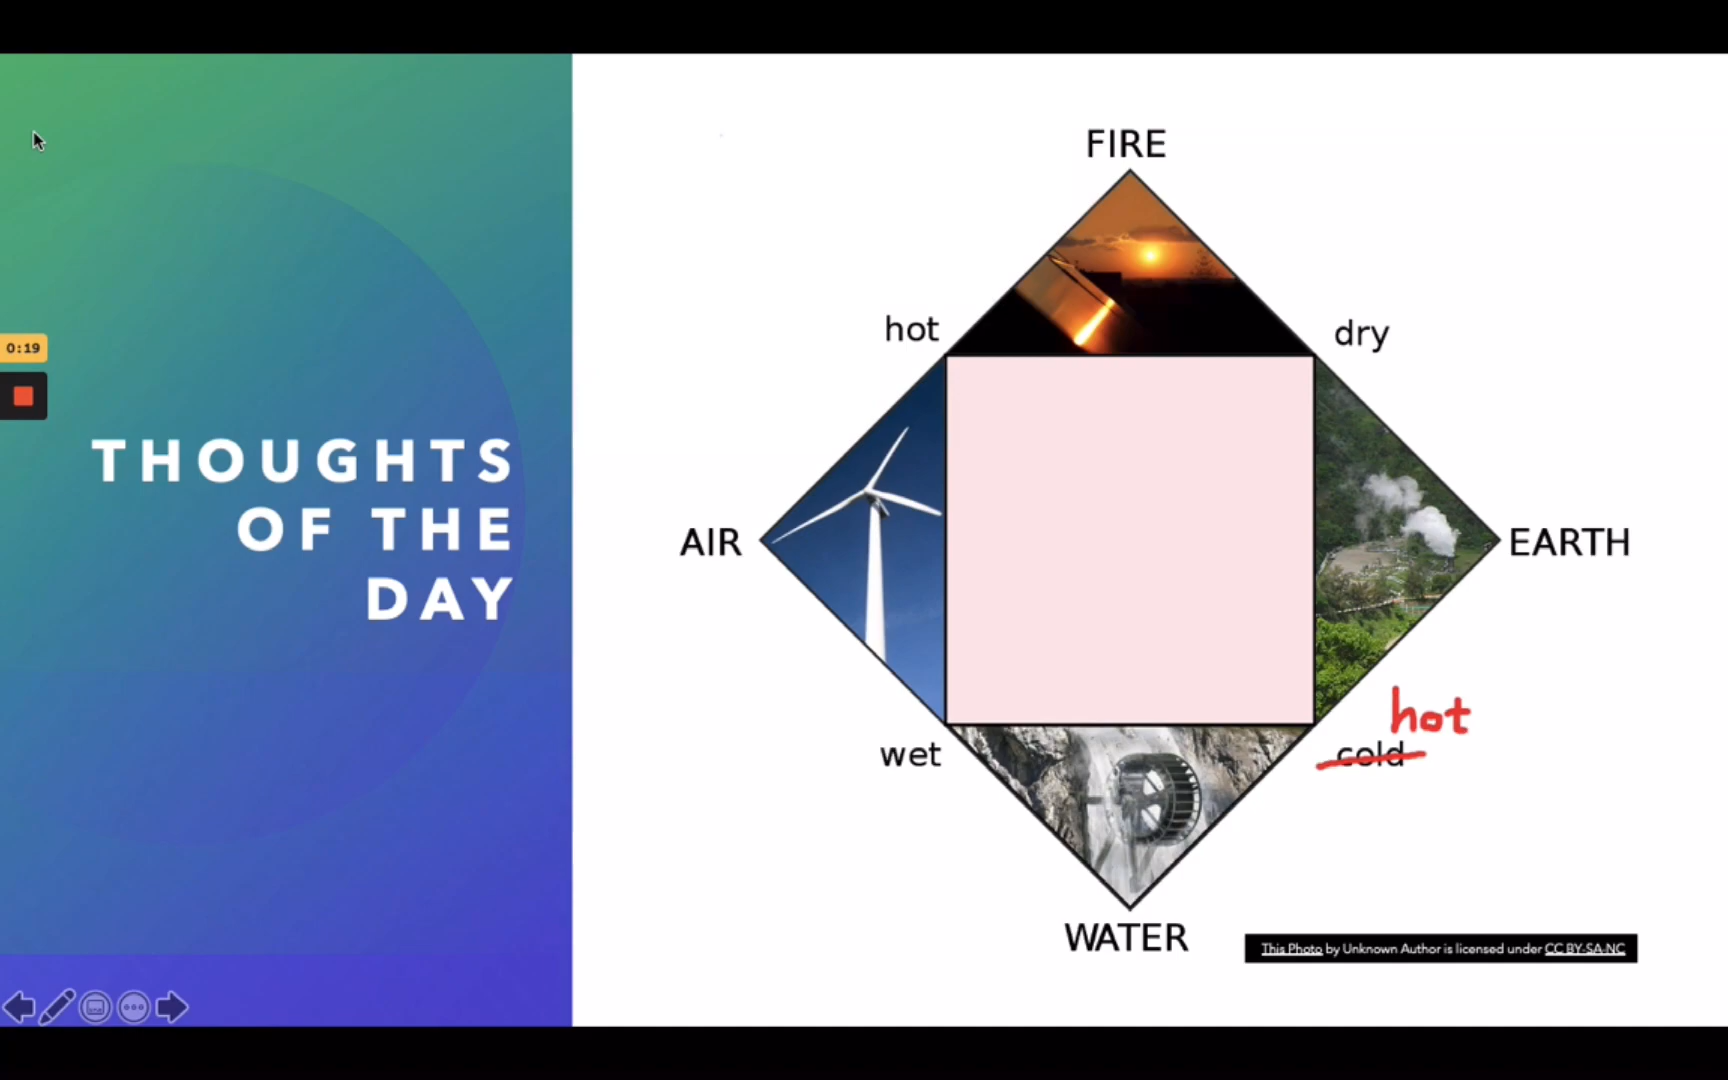 THOUGHTS
OF THE
DAY
0:19
FIRE
hot
dry
AIR
EARTH
hot
wet
cold
WATER
This Photo by Unknown Author is licensed under CC BY-SA-NC